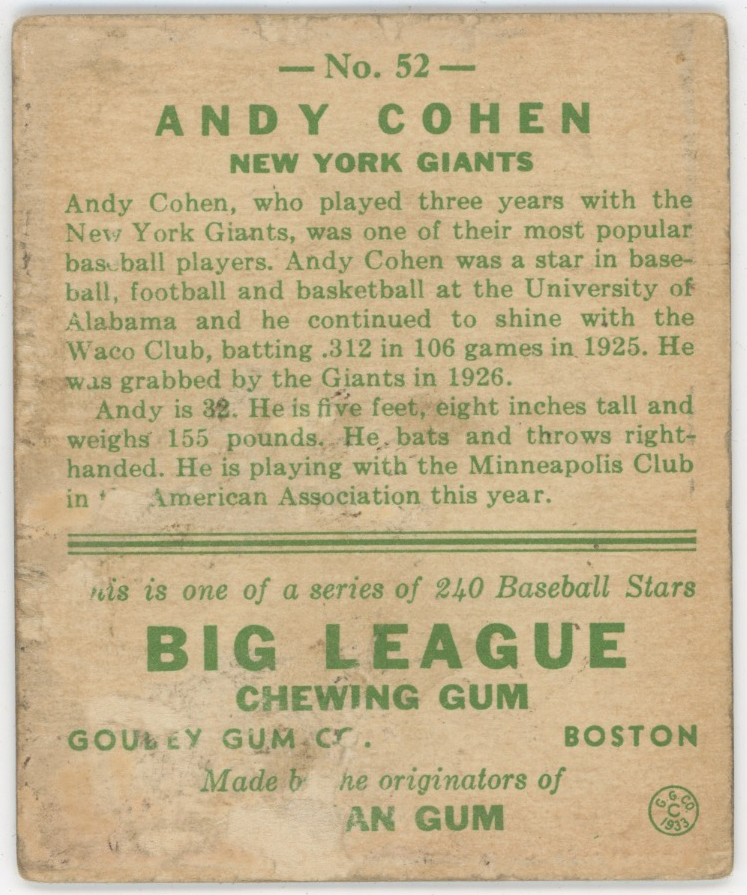 — No. 52 —
ANDY COHEN
NEW YORK GIANTS
Andy Cohen, who played three years with the
New York Giants, was one of their most popular
baseball players. Andy Cohen was a star in base-
ball, football and basketball at the University of
Alabama and he continued to shine with the
Waco Club, batting .312 in 106 games in 1925. He
was grabbed by the Giants in 1926.
Andy is 32. He is five feet, eight inches tall and
weighs 155 pounds. He bats and throws right-
handed. He is playing with the Minneapolis Club
in American Association this year.
is one of a series of 240 Baseball Stars
BIG LEAGUE
CHEWING GUM
GOUDEY GUM CO. BOSTON
Made originators of
GUM
G. G. CO.
C
1933